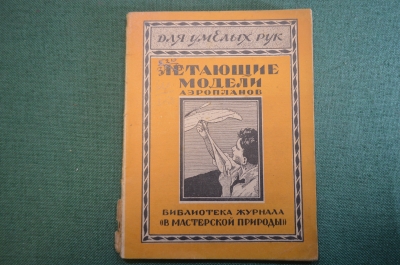 ДЛЯ УМЕЛЫХ РУК
ЛЕТАЮЩИЕ
МОДЕЛИ
АЭРОПЛАНОВ
БИБЛИОТЕКА ЖУРНАЛА
«В МАСТЕРСКОЙ ПРИРОДЫ»